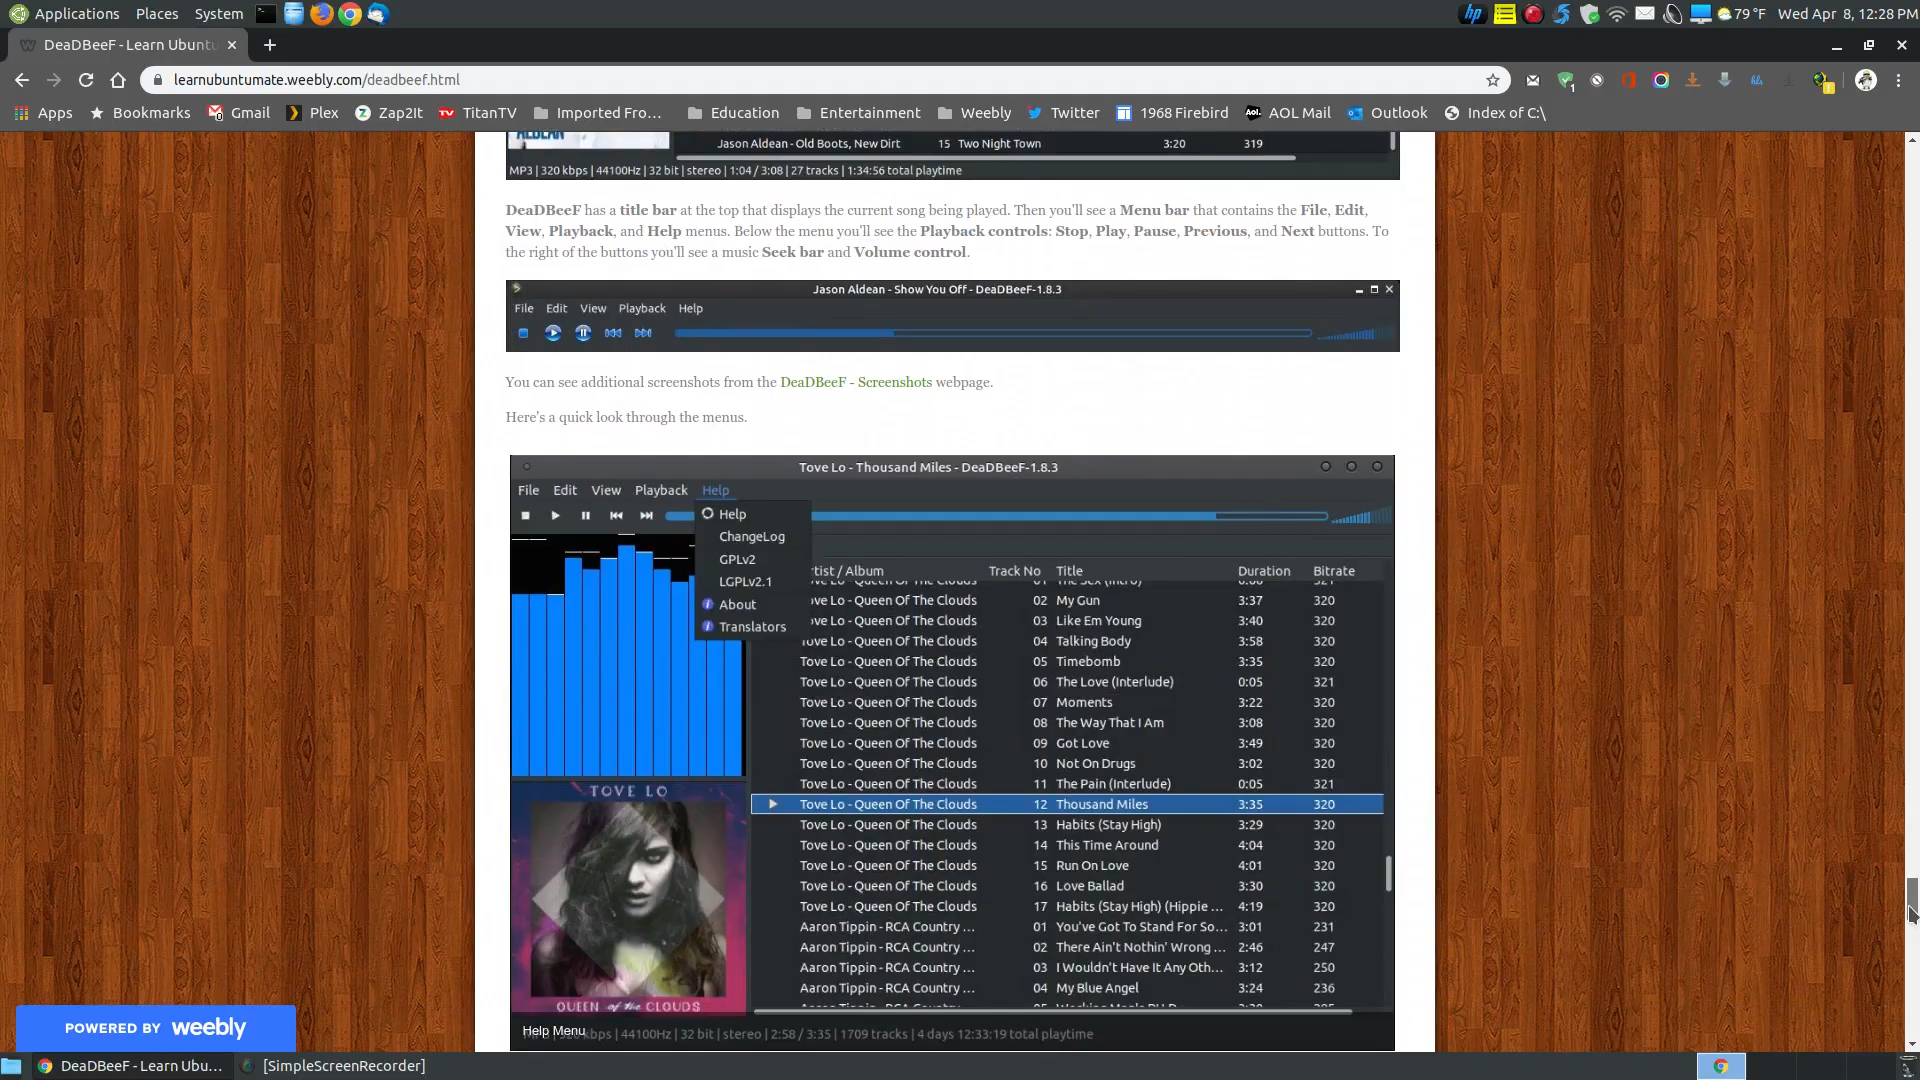 Applications Places System
79 °F Wed Apr 8, 12:28 PM
DeaDBeeF - Learn Ubuntu
learnubuntumate.weebly.com/deadbeef.html
Apps Bookmarks Gmail Plex Zap2It TitanTV Imported Fro... Education Entertainment Weebly Twitter 1968 Firebird AOL Mail Outlook Index of C:\
ALDEAN Jason Aldean - Old Boots, New Dirt 15 Two Night Town 3:20 319
MP3 | 320 kbps | 44100Hz | 32 bit | stereo | 1:04 / 3:08 | 27 tracks | 1:34:56 total playtime
DeaDBeeF has a title bar at the top that displays the current song being played. Then you'll see a Menu bar that contains the File, Edit,
View, Playback, and Help menus. Below the menu you'll see the Playback controls: Stop, Play, Pause, Previous, and Next buttons. To
the right of the buttons you'll see a music Seek bar and Volume control.
Jason Aldean - Show You Off - DeaDBeeF-1.8.3
File Edit View Playback Help
You can see additional screenshots from the DeaDBeeF - Screenshots webpage.
Here's a quick look through the menus.
Tove Lo - Thousand Miles - DeaDBeeF-1.8.3
File Edit View Playback Help
Help
ChangeLog
GPLv2
LGPLv2.1
About
Translators
rtist / Album Track No Title Duration Bitrate
Tove Lo - Queen Of The Clouds 01 The Sex (Intro) 0:06 321
ove Lo - Queen Of The Clouds 02 My Gun 3:37 320
ove Lo - Queen Of The Clouds 03 Like Em Young 3:40 320
Tove Lo - Queen Of The Clouds 04 Talking Body 3:58 320
Tove Lo - Queen Of The Clouds 05 Timebomb 3:35 320
Tove Lo - Queen Of The Clouds 06 The Love (Interlude) 0:05 321
Tove Lo - Queen Of The Clouds 07 Moments 3:22 320
Tove Lo - Queen Of The Clouds 08 The Way That I Am 3:08 320
Tove Lo - Queen Of The Clouds 09 Got Love 3:49 320
Tove Lo - Queen Of The Clouds 10 Not On Drugs 3:02 320
Tove Lo - Queen Of The Clouds 11 The Pain (Interlude) 0:05 321
Tove Lo - Queen Of The Clouds 12 Thousand Miles 3:35 320
Tove Lo - Queen Of The Clouds 13 Habits (Stay High) 3:29 320
Tove Lo - Queen Of The Clouds 14 This Time Around 4:04 320
Tove Lo - Queen Of The Clouds 15 Run On Love 4:01 320
Tove Lo - Queen Of The Clouds 16 Love Ballad 3:30 320
Tove Lo - Queen Of The Clouds 17 Habits (Stay High) (Hippie ... 4:19 320
Aaron Tippin - RCA Country ... 01 You've Got To Stand For So... 3:01 231
Aaron Tippin - RCA Country ... 02 There Ain't Nothin' Wrong ... 2:46 247
Aaron Tippin - RCA Country ... 03 I Wouldn't Have It Any Oth... 3:12 250
Aaron Tippin - RCA Country ... 04 My Blue Angel 3:24 236
TOVE LO
QUEEN of the CLOUDS
Help Menu
kbps | 44100Hz | 32 bit | stereo | 2:58 / 3:35 | 1709 tracks | 4 days 12:33:19 total playtime
POWERED BY weebly
DeaDBeeF - Learn Ubu... [SimpleScreenRecorder]